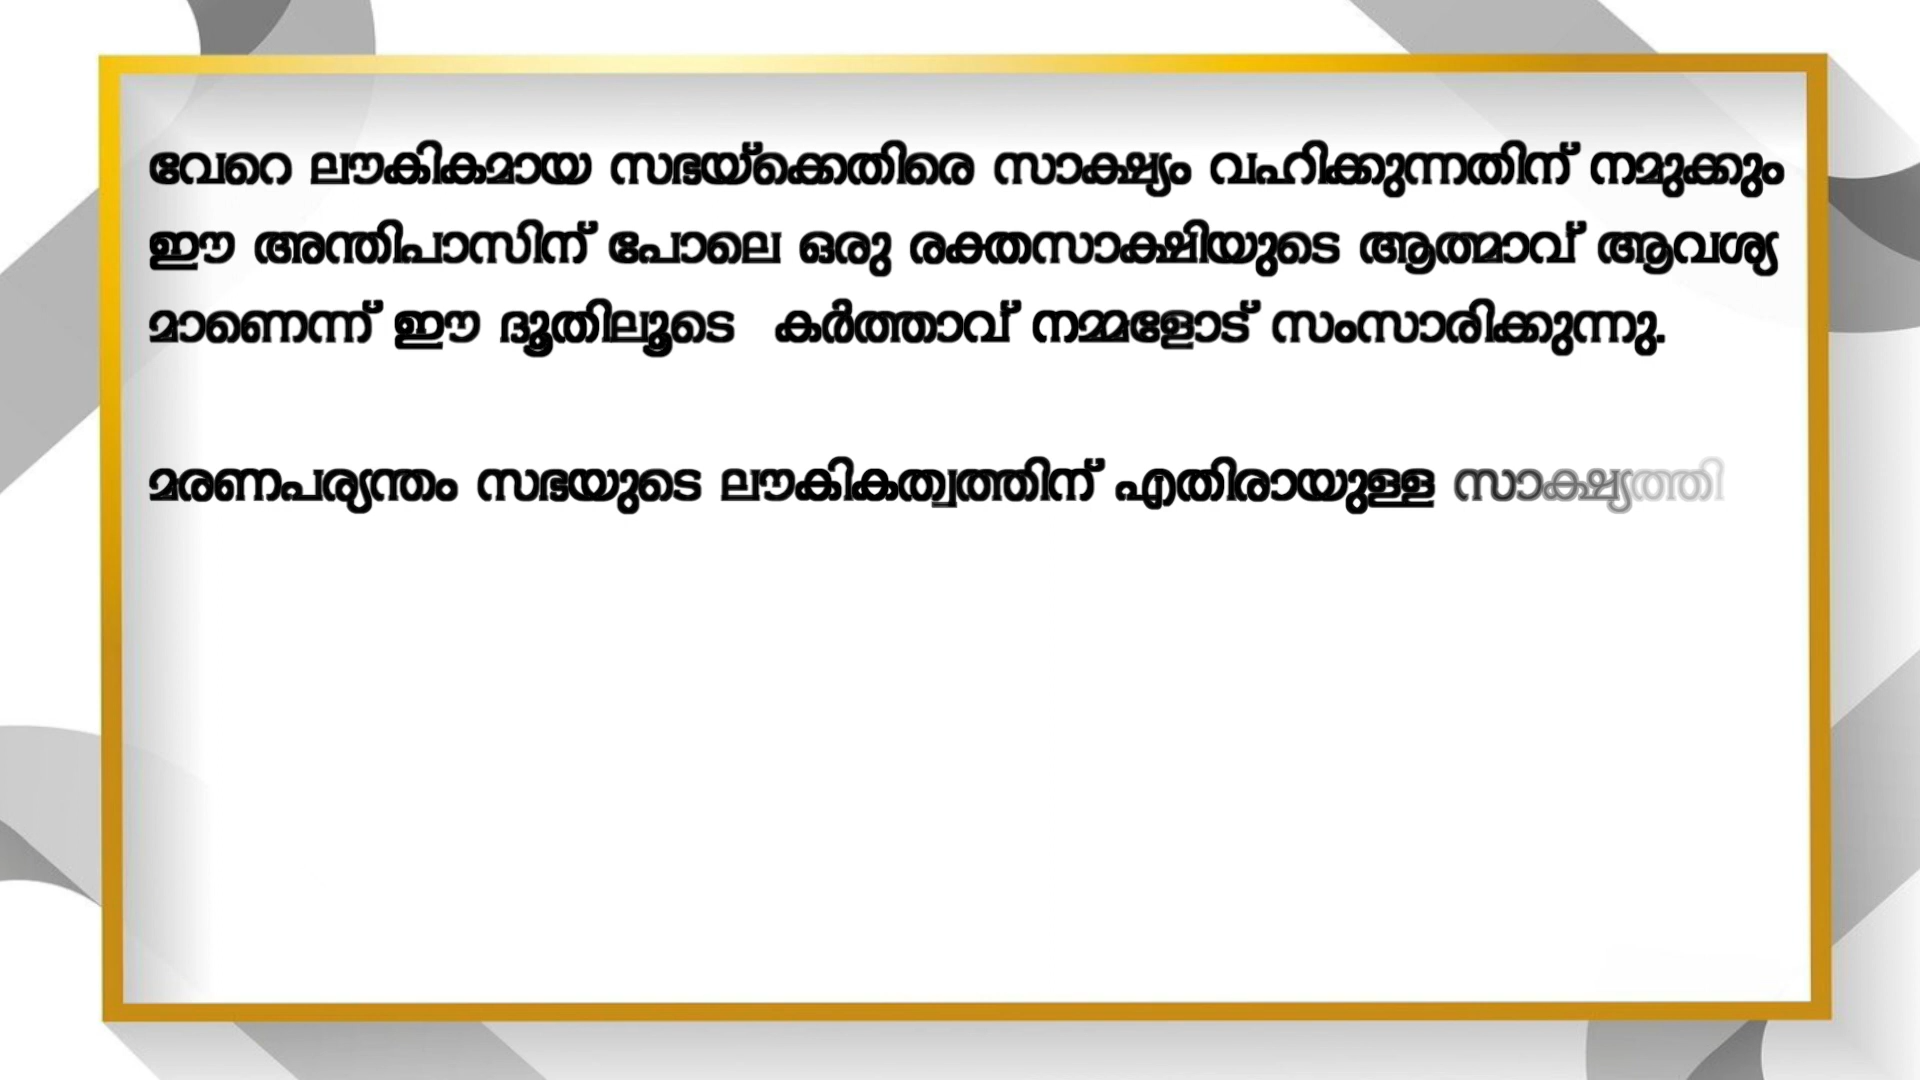 വേറെ ലൗകികമായ സഭയ്ക്കെതിരെ സാക്ഷ്യം വഹിക്കുന്നതിന് നമുക്കും
ഈ അന്തിപാസിന് പോലെ ഒരു രക്തസാക്ഷിയുടെ ആത്മാവ് ആവശ്യ
മാണെന്ന് ഈ ദൂതിലൂടെ കർത്താവ് നമ്മളോട് സംസാരിക്കുന്നു.
മരണപര്യന്തം സഭയുടെ ലൗകികത്വത്തിന് എതിരായുള്ള സാക്ഷ്യത്തി